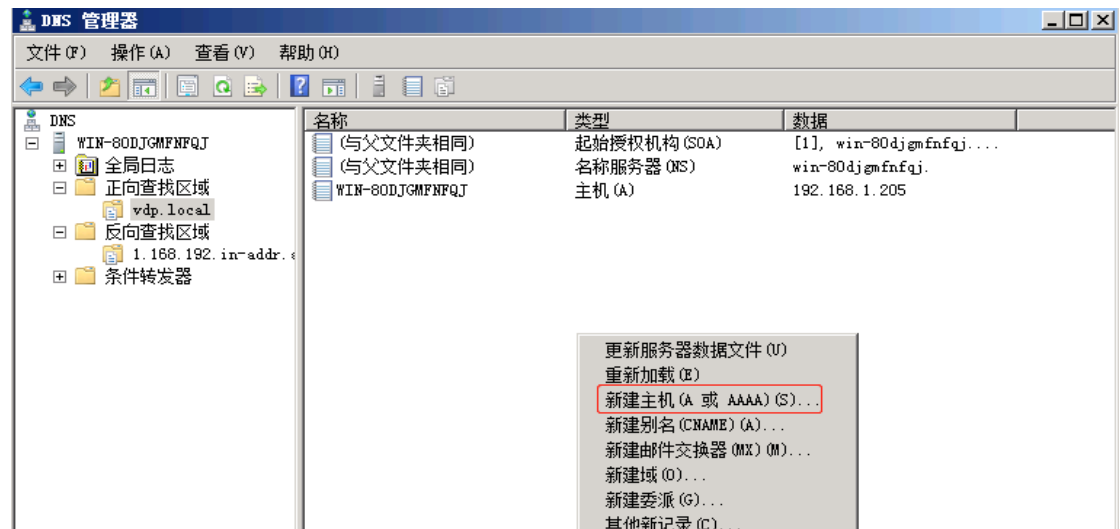 DNS 管理器
文件(F) 操作(A) 查看(V) 帮助(H)
DNS
WIN-80DJGMFNFQJ
全局日志
正向查找区域
vdp.local
反向查找区域
1.168.192.in-addr.
条件转发器
名称 类型 数据
(与父文件夹相同) 起始授权机构(SOA) [1], win-80djgmfnfqj....
(与父文件夹相同) 名称服务器(NS) win-80djgmfnfqj.
WIN-80DJGMFNFQJ 主机(A) 192.168.1.205
更新服务器数据文件(U)
重新加载(E)
新建主机(A 或 AAAA)(S)...
新建别名(CNAME)(A)...
新建邮件交换器(MX)(M)...
新建域(O)...
新建委派(G)...
其他新记录(C)...